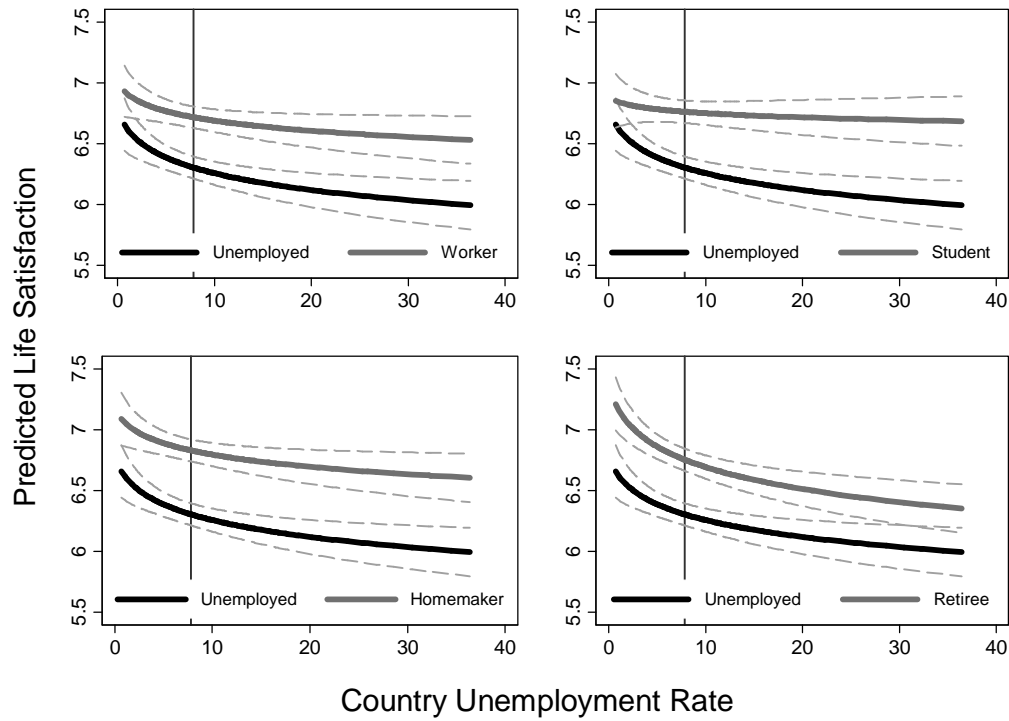 Predicted Life Satisfaction
7.5
7
6.5
6
5.5
Unemployed Worker
0 10 20 30 40
7.5
7
6.5
6
5.5
Unemployed Student
0 10 20 30 40
7.5
7
6.5
6
5.5
Unemployed Homemaker
0 10 20 30 40
7.5
7
6.5
6
5.5
Unemployed Retiree
0 10 20 30 40
Country Unemployment Rate